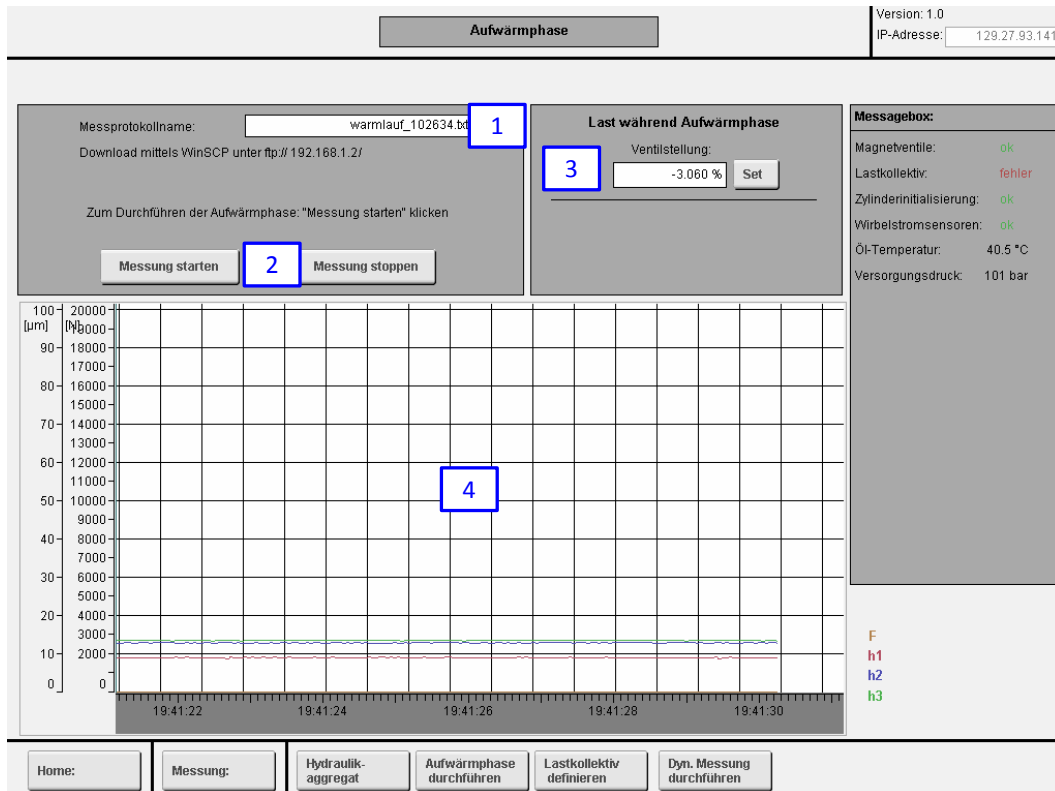 Aufwärmphase
Version: 1.0
IP-Adresse: 129.27.93.141
Messprotokollname: warmlauf_102634.txt
1
Download mittels WinSCP unter ftp:// 192.168.1.2/
Zum Durchführen der Aufwärmphase: "Messung starten" klicken
Messung starten
2
Messung stoppen
Last während Aufwärmphase
Ventilstellung:
3
-3.060 % Set
Messagebox:
Magnetventile: ok
Lastkollektiv: fehler
Zylinderinitialisierung: ok
Wirbelstromsensoren: ok
Öl-Temperatur: 40.5 °C
Versorgungsdruck: 101 bar
100 20000
[µm] [N]
90 18000
17000
80 16000
15000
70 14000
13000
60 12000
11000
50 10000
9000
40 8000
7000
30 6000
5000
20 4000
3000
10 2000
0 0
4
19:41:22 19:41:24 19:41:26 19:41:28 19:41:30
F
h1
h2
h3
Home:
Messung:
Hydraulik-
aggregat
Aufwärmphase
durchführen
Lastkollektiv
definieren
Dyn. Messung
durchführen